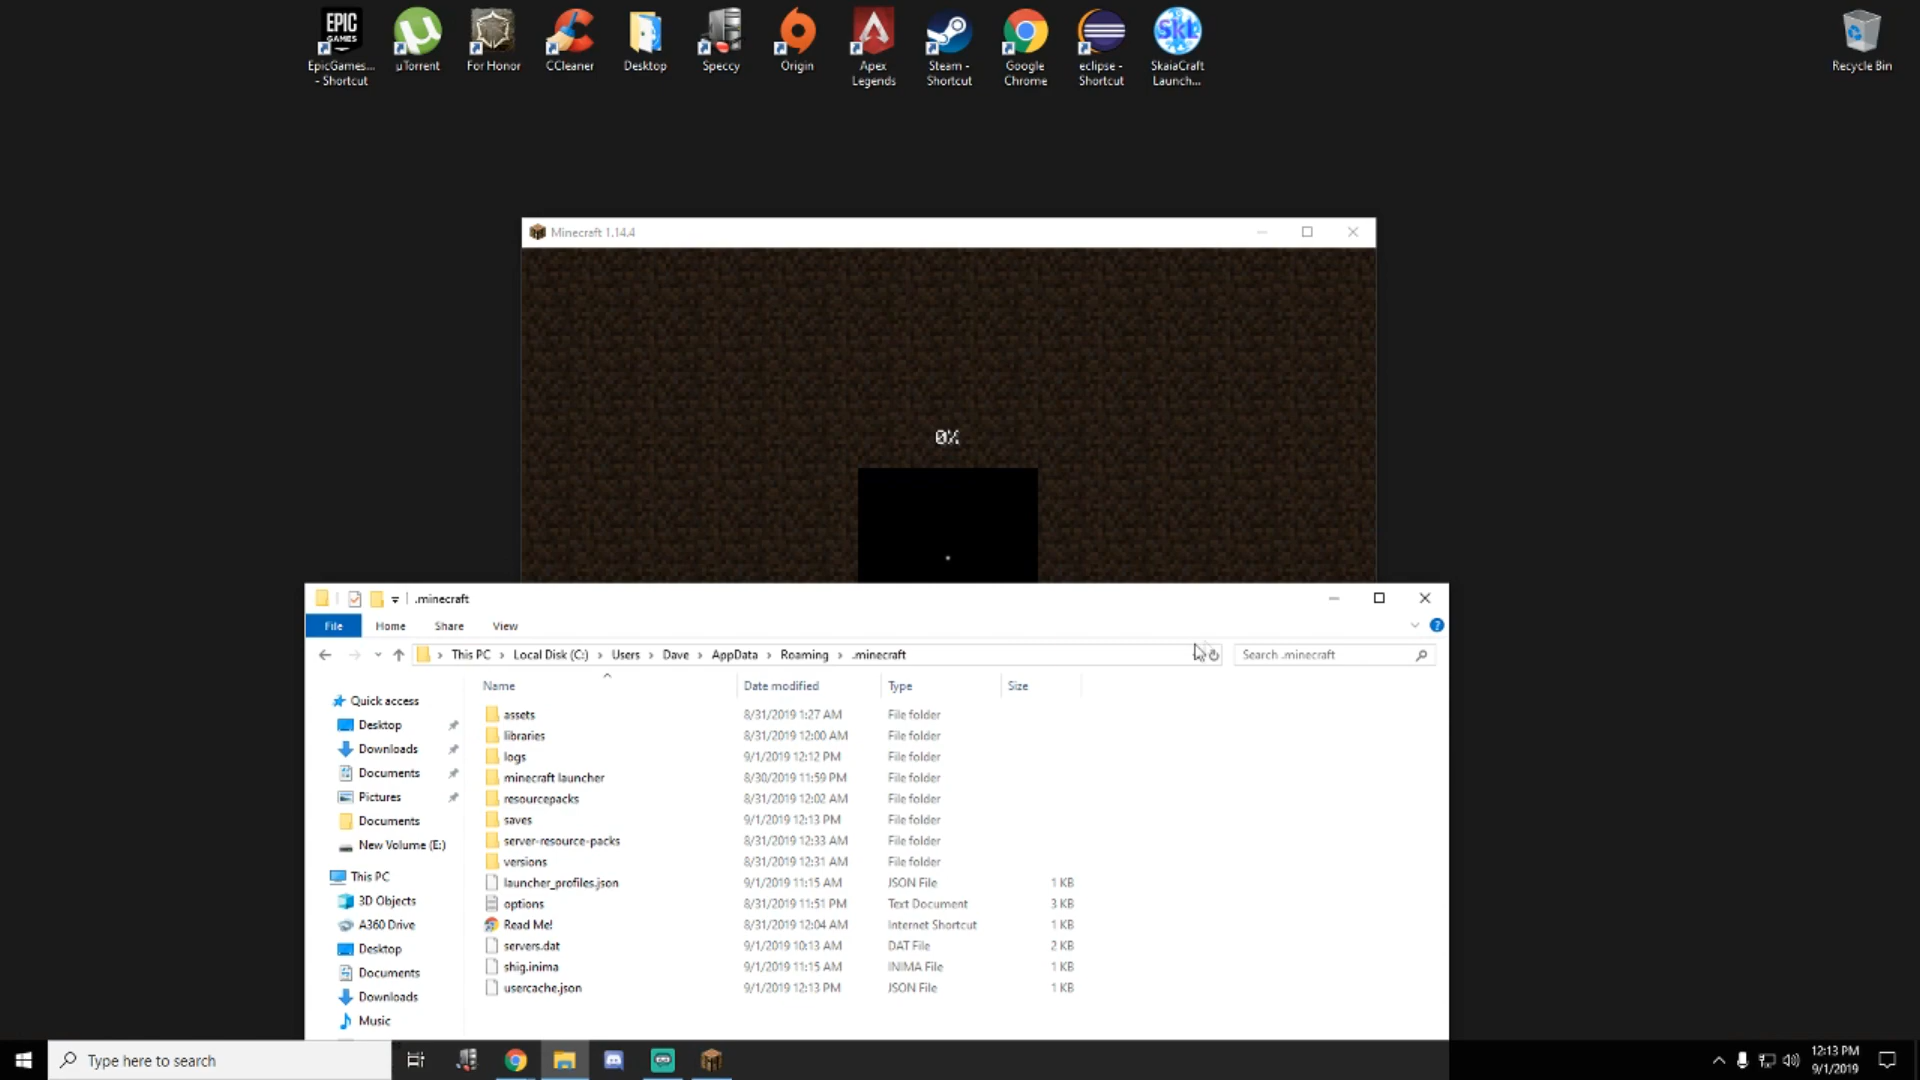 EPIC
GAMES
SKL
EpicGames...
- Shortcut
µTorrent
For Honor
CCleaner
Desktop
Speccy
Origin
Apex
Legends
Steam -
Shortcut
Google
Chrome
eclipse -
Shortcut
SkaiaCraft
Launch...
Recycle Bin
Minecraft 1.14.4
0%
.minecraft
File
Home
Share
View
This PC
Local Disk (C:)
Users
Dave
AppData
Roaming
.minecraft
Search .minecraft
Name
Date modified
Type
Size
Quick access
Desktop
Downloads
Documents
Pictures
Documents
New Volume (E:)
This PC
3D Objects
A360 Drive
Desktop
Documents
Downloads
Music
assets 8/31/2019 1:27 AM File folder
libraries 8/31/2019 12:00 AM File folder
logs 9/1/2019 12:12 PM File folder
minecraft launcher 8/30/2019 11:59 PM File folder
resourcepacks 8/31/2019 12:02 AM File folder
saves 9/1/2019 12:13 PM File folder
server-resource-packs 8/31/2019 12:33 AM File folder
versions 8/31/2019 12:31 AM File folder
launcher_profiles.json 9/1/2019 11:15 AM JSON File 1 KB
options 8/31/2019 11:51 PM Text Document 3 KB
Read Me! 8/31/2019 12:04 AM Internet Shortcut 1 KB
servers.dat 9/1/2019 10:13 AM DAT File 2 KB
shig.inima 9/1/2019 11:15 AM INIMA File 1 KB
usercache.json 9/1/2019 12:13 PM JSON File 1 KB
Type here to search
12:13 PM
9/1/2019